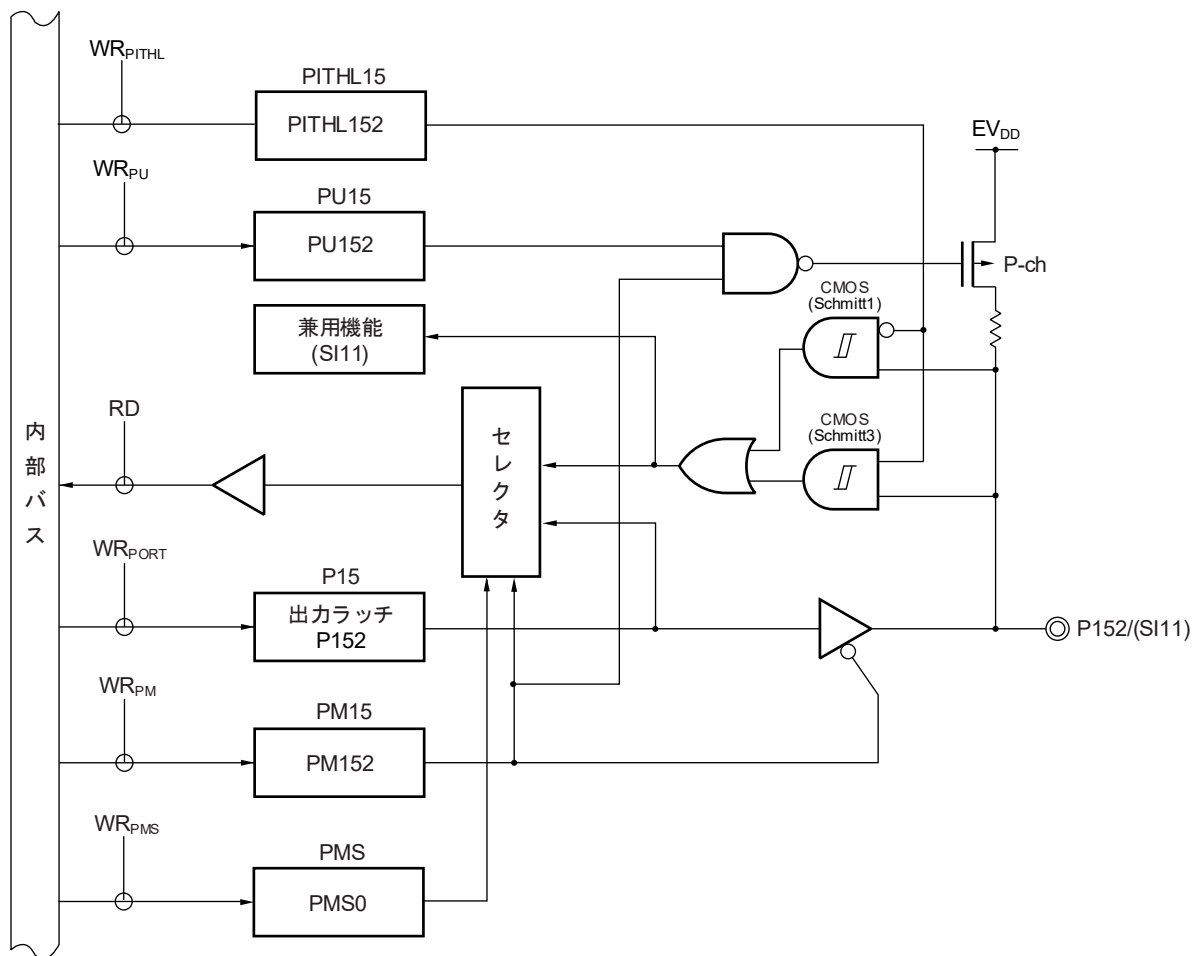 WRPITHL
PITHL15
PITHL152
EVDD
WRPU
PU15
PU152
P-ch
CMOS
(Schmitt1)
兼用機能
(SI11)
RD
セレクタ
CMOS
(Schmitt3)
内部バス
WRPORT
P15
出力ラッチ
P152
P152/(SI11)
WRPM
PM15
PM152
WRPMS
PMS
PMS0